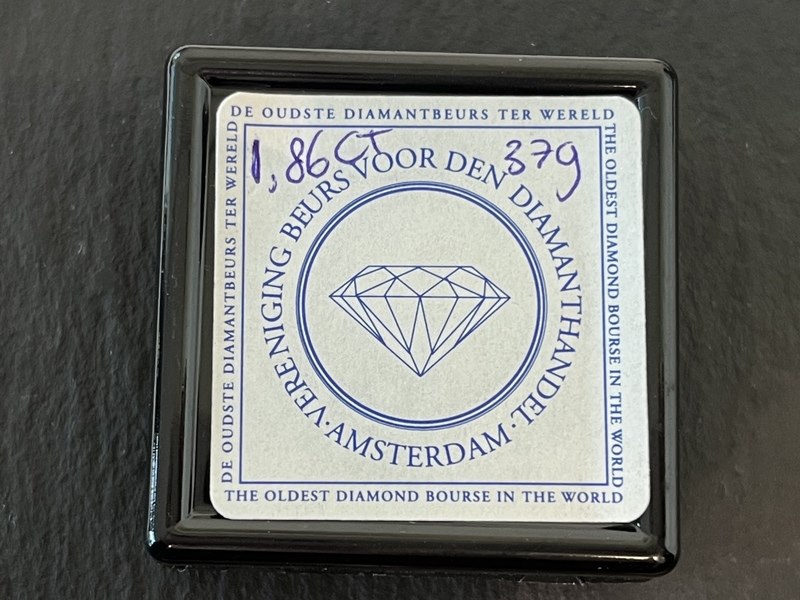 DE OUDSTE DIAMANTBEURS TER WERELD
1,86 CT
379
VERENIGING BEURS VOOR DEN DIAMANTHANDEL
·AMSTERDAM·
DE OUDSTE DIAMANTBEURS TER WERELD
THE OLDEST DIAMOND BOURSE IN THE WORLD
THE OLDEST DIAMOND BOURSE IN THE WORLD